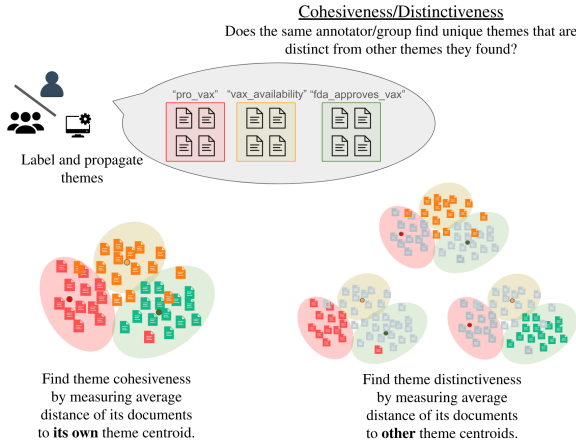 Cohesiveness/Distinctiveness
Does the same annotator/group find unique themes that are
distinct from other themes they found?
“pro_vax” “vax_availability” “fda_approves_vax”
Label and propagate
themes
Find theme cohesiveness
by measuring average
distance of its documents
to its own theme centroid.
Find theme distinctiveness
by measuring average
distance of its documents
to other theme centroids.